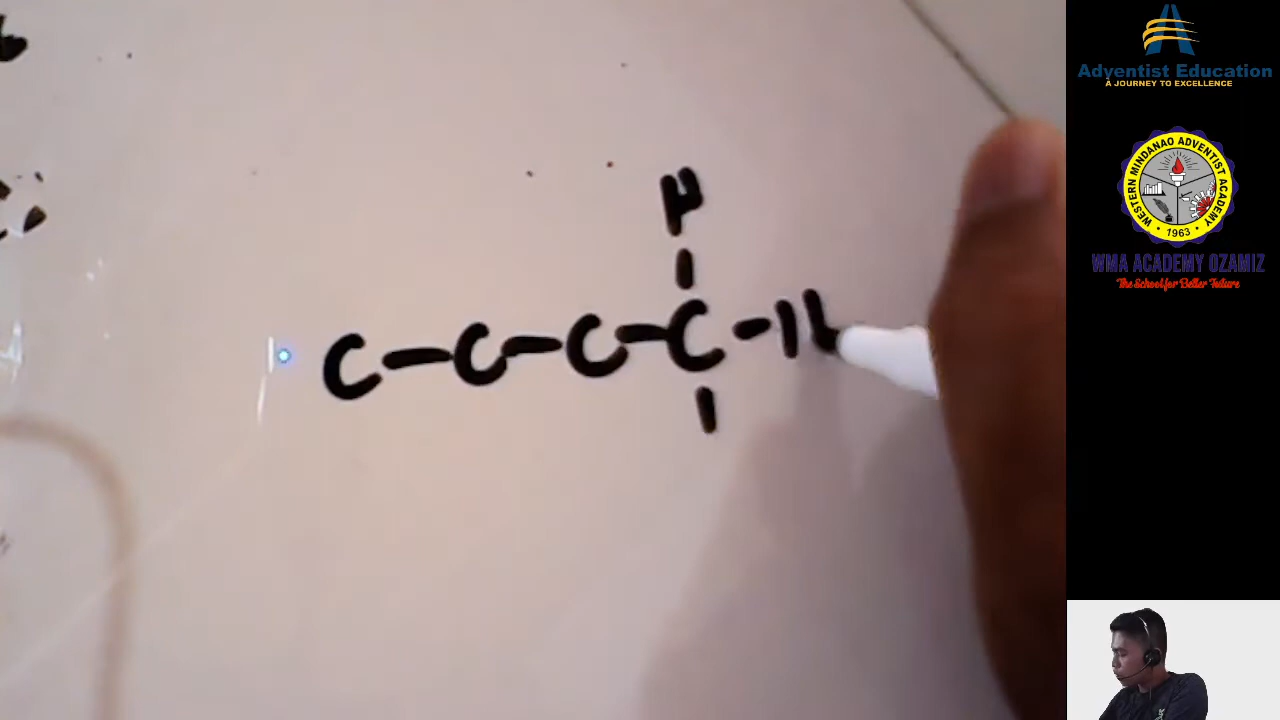 Adventist Education
A JOURNEY TO EXCELLENCE
WESTERN MINDANAO ADVENTIST ACADEMY
• 1963 •
WMA ACADEMY OZAMIZ
The School for Better Future
H
C-C-C-C-H